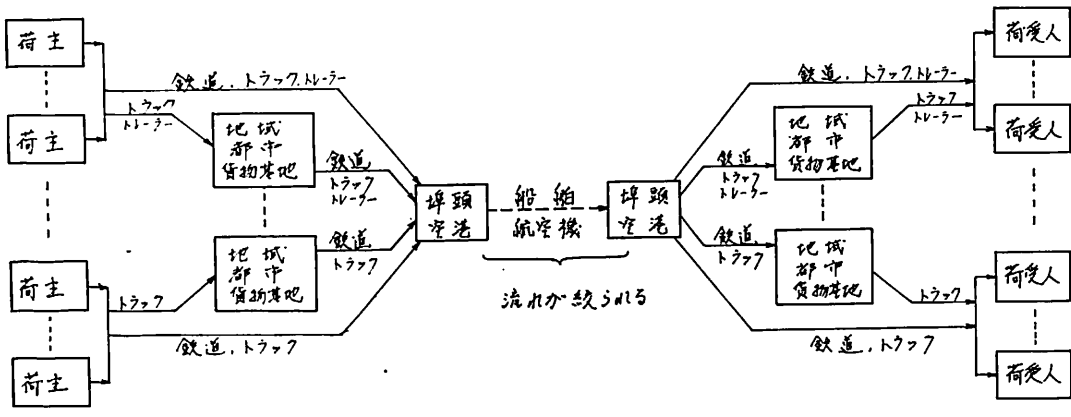 荷主
荷主
荷主
荷主
鉄道, トラック, トレーラー
トラック
トレーラー
地域
都市
貨物基地
鉄道
トラック
トレーラー
鉄道
トラック
地域
都市
貨物基地
トラック
鉄道, トラック
埠頭
空港
船舶
航空機
流れが絞られる
埠頭
空港
鉄道, トラック, トレーラー
鉄道
トラック
トレーラー
地域
都市
貨物基地
トラック
トレーラー
鉄道,
トラック
地域
都市
貨物基地
トラック
鉄道, トラック
荷受人
荷受人
荷受人
荷受人